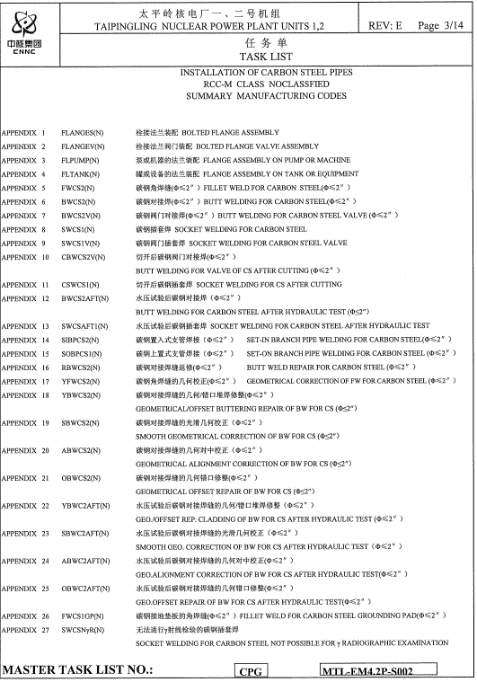 太平岭核电厂一、二号机组
TAIPINGLING NUCLEAR POWER PLANT UNITS 1,2
REV: E Page 3/14
中核集团
CNNC
任 务 单
TASK LIST
INSTALLATION OF CARBON STEEL PIPES
RCC-M CLASS NOCLASSFIED
SUMMARY MANUFACTURING CODES
APPENDIX 1 FLANGES(N) 栓接法兰装配 BOLTED FLANGE ASSEMBLY
APPENDIX 2 FLANGEV(N) 栓接法兰阀门装配 BOLTED FLANGE VALVE ASSEMBLY
APPENDIX 3 FLPUMP(N) 泵或机器的法兰装配 FLANGE ASSEMBLY ON PUMP OR MACHINE
APPENDIX 4 FLTANK(N) 罐或设备的法兰装配 FLANGE ASSEMBLY ON TANK OR EQUIPMENT
APPENDIX 5 FWCS2(N) 碳钢角焊缝(Φ≤2″) FILLET WELD FOR CARBON STEEL(Φ≤2″)
APPENDIX 6 BWCS2(N) 碳钢对接焊(Φ≤2″) BUTT WELDING FOR CARBON STEEL(Φ≤2″)
APPENDIX 7 BWCS2V(N) 碳钢阀门对接焊(Φ≤2″) BUTT WELDING FOR CARBON STEEL VALVE (Φ≤2″)
APPENDIX 8 SWCS1(N) 碳钢插套焊 SOCKET WELDING FOR CARBON STEEL
APPENDIX 9 SWCS1V(N) 碳钢阀门插套焊 SOCKET WELDING FOR CARBON STEEL VALVE
APPENDIX 10 CBWCS2V(N) 切开后碳钢阀门对接焊(Φ≤2″)
BUTT WELDING FOR VALVE OF CS AFTER CUTTING (Φ≤2″)
APPENDIX 11 CSWCS1(N) 切开后碳钢插套焊 SOCKET WELDING FOR CS AFTER CUTTING
APPENDIX 12 BWCS2AFT(N) 水压试验后碳钢对接焊(Φ≤2″)
BUTT WELDING FOR CARBON STEEL AFTER HYDRAULIC TEST (Φ≤2″)
APPENDIX 13 SWCSAFT1(N) 水压试验后碳钢插套焊 SOCKET WELDING FOR CARBON STEEL AFTER HYDRAULIC TEST
APPENDIX 14 SIBPCS2(N) 碳钢置入式支管焊接(Φ≤2″) SET-IN BRANCH PIPE WELDING FOR CARBON STEEL(Φ≤2″)
APPENDIX 15 SOBPCS1(N) 碳钢上置式支管焊接(Φ≤2″) SET-ON BRANCH PIPE WELDING FOR CARBON STEEL (Φ≤2″)
APPENDIX 16 RBWCS2(N) 碳钢对接焊缝返修(Φ≤2″) BUTT WELD REPAIR FOR CARBON STEEL (Φ≤2″)
APPENDIX 17 YFWCS2(N) 碳钢角焊缝的几何校正(Φ≤2″) GEOMETRICAL CORRECTION OF FW FOR CARBON STEEL (Φ≤2″)
APPENDIX 18 YBWCS2(N) 碳钢对接焊缝的几何/错口堆焊修整(Φ≤2″)
GEOMETRICAL/OFFSET BUTTERING REPAIR OF BW FOR CS (Φ≤2″)
APPENDIX 19 SBWCS2(N) 碳钢对接焊缝的光滑几何校正(Φ≤2″)
SMOOTH GEOMETRICAL CORRECTION OF BW FOR CS (Φ≤2″)
APPENDIX 20 ABWCS2(N) 碳钢对接焊缝的几何对中校正(Φ≤2″)
GEOMETRICAL ALIGNMENT CORRECTION OF BW FOR CS (Φ≤2″)
APPENDIX 21 OBWCS2(N) 碳钢对接焊缝的几何错口修整(Φ≤2″)
GEOMETRICAL OFFSET REPAIR OF BW FOR CS (Φ≤2″)
APPENDIX 22 YBWC2AFT(N) 水压试验后碳钢对接焊缝的几何/错口堆焊修整(Φ≤2″)
GEO./OFFSET REP. CLADDING OF BW FOR CS AFTER HYDRAULIC TEST (Φ≤2″)
APPENDIX 23 SBWC2AFT(N) 水压试验后碳钢对接焊缝的光滑几何校正(Φ≤2″)
SMOOTH GEO. CORRECTION OF BW FOR CS AFTER HYDRAULIC TEST (Φ≤2″)
APPENDIX 24 ABWC2AFT(N) 水压试验后碳钢对接焊缝的几何对中校正(Φ≤2″)
GEO.ALIGNMENT CORRECTION OF BW FOR CS AFTER HYDRAULIC TEST(Φ≤2″)
APPENDIX 25 OBWC2AFT(N) 水压试验后碳钢对接焊缝的几何错口修整(Φ≤2″)
GEO.OFFSET REPAIR OF BW FOR CS AFTER HYDRAULIC TEST(Φ≤2″)
APPENDIX 26 FWCS1GP(N) 碳钢接地垫板的角焊缝(Φ≤2″) FILLET WELD FOR CARBON STEEL GROUNDING PAD(Φ≤2″)
APPENDIX 27 SWCSNγR(N) 无法进行γ射线检验的碳钢插套焊
SOCKET WELDING FOR CARBON STEEL NOT POSSIBLE FOR γ RADIOGRAPHIC EXAMINATION
MASTER TASK LIST NO.: CPG MTL-EM4.2P-S002